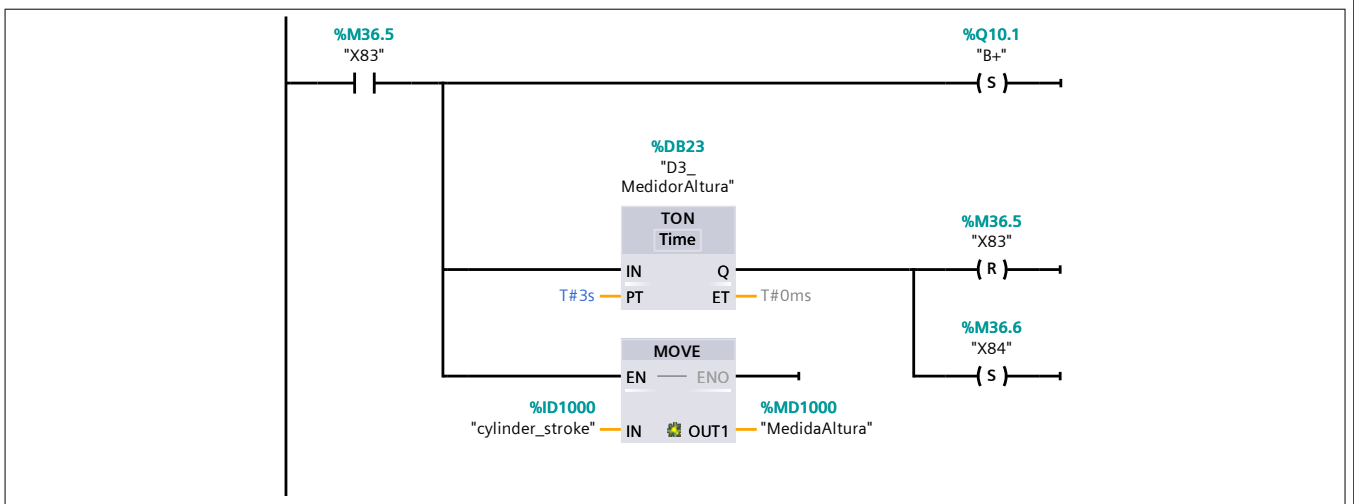 %M36.5
"X83"
%Q10.1
"B+"
S
%DB23
"D3_
MedidorAltura"
TON
Time
IN Q
T#3s PT ET T#0ms
%M36.5
"X83"
R
%M36.6
"X84"
S
MOVE
EN ENO
%ID1000
"cylinder_stroke" IN OUT1
%MD1000
"MedidaAltura"